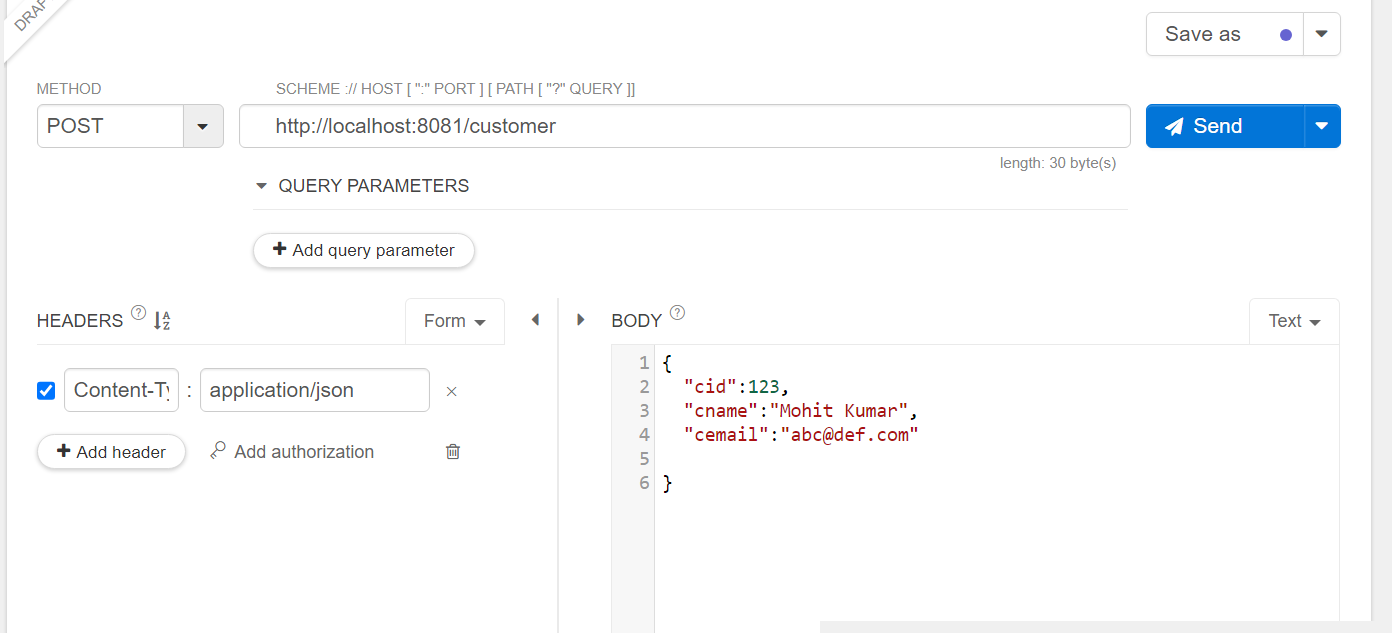 DRAF
Save as
METHOD
SCHEME :// HOST [ ":" PORT ] [ PATH [ "?" QUERY ]]
POST
http://localhost:8081/customer
Send
length: 30 byte(s)
QUERY PARAMETERS
Add query parameter
HEADERS ? A Z
Form
BODY ?
Text
Content-Ty : application/json ×
Add header
Add authorization
1 {
2 "cid":123,
3 "cname":"Mohit Kumar",
4 "cemail":"abc@def.com"
5
6 }